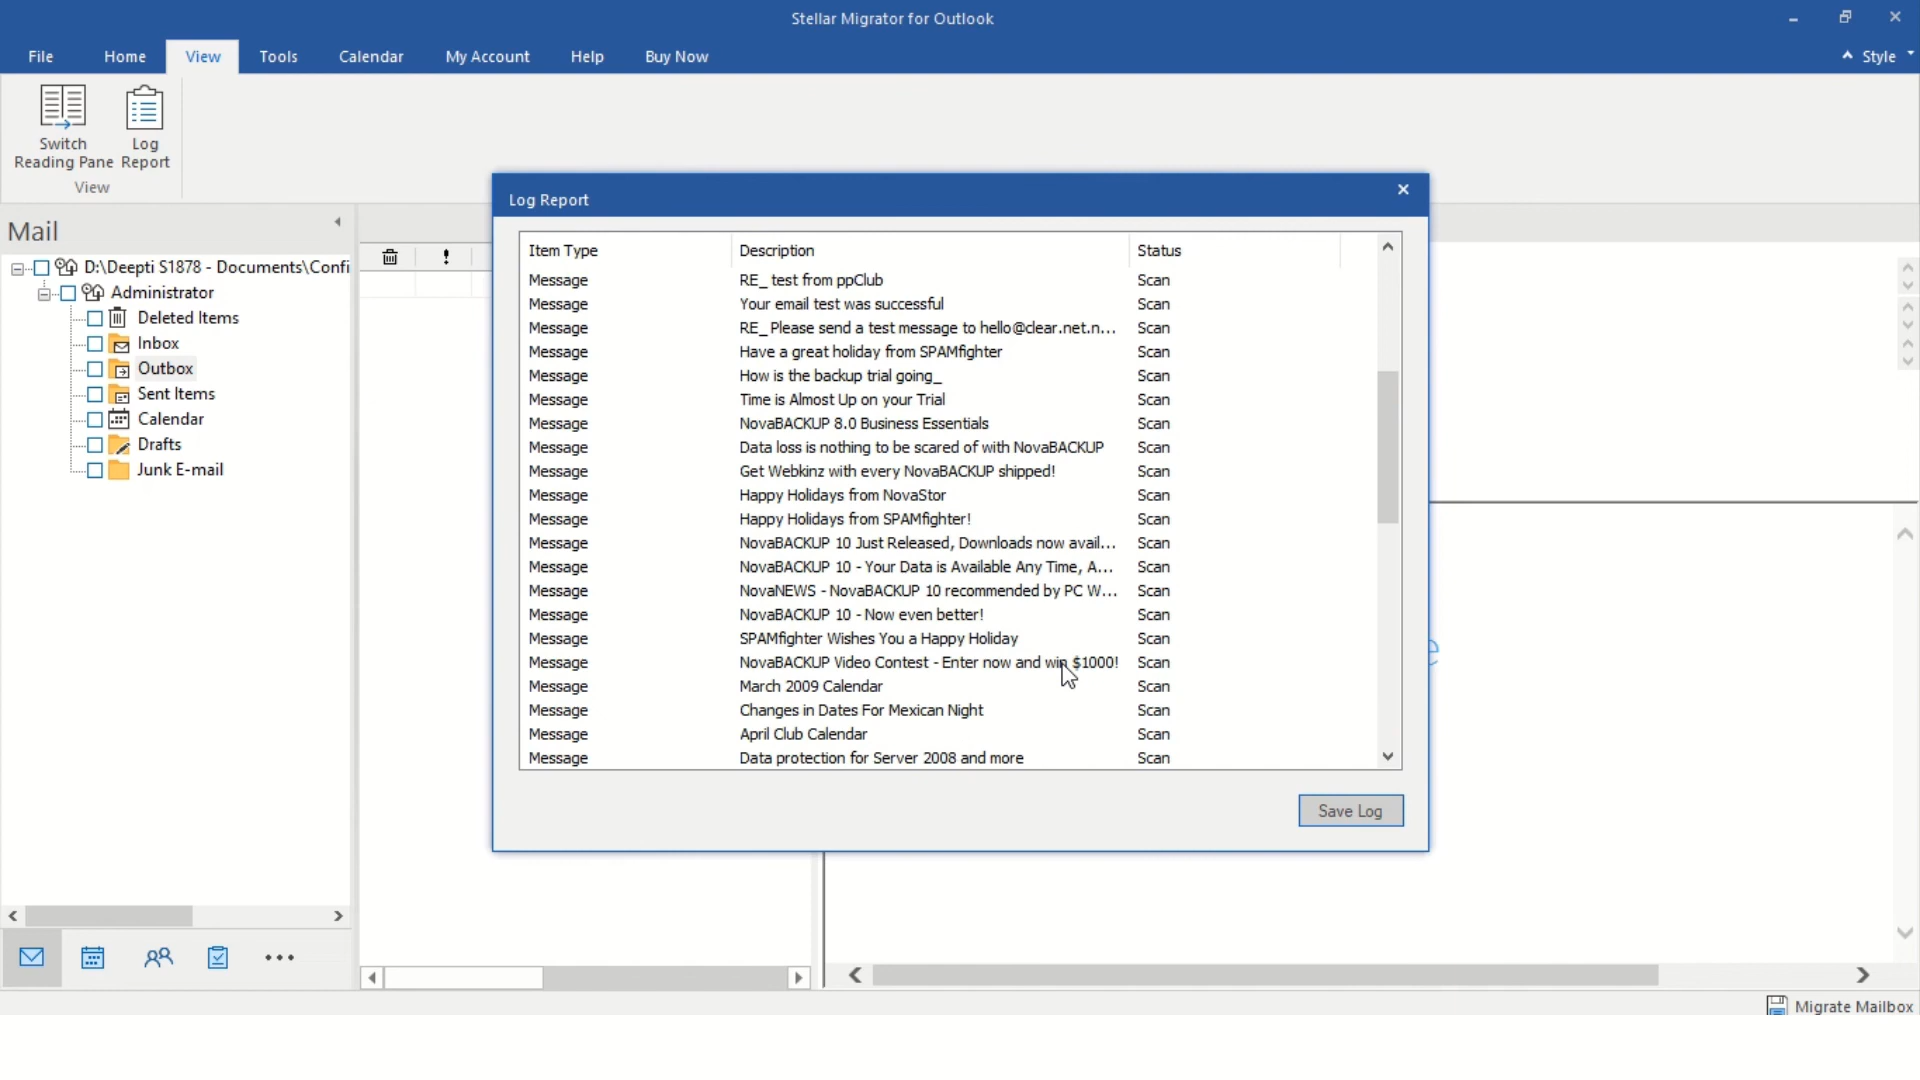 Stellar Migrator for Outlook
File Home View Tools Calendar My Account Help Buy Now Style
Switch Reading Pane
Log Report
View
Mail
D:\Deepti S1878 - Documents\Confi
Administrator
Deleted Items
Inbox
Outbox
Sent Items
Calendar
Drafts
Junk E-mail
Log Report
Item Type Description Status
Message RE_ test from ppClub Scan
Message Your email test was successful Scan
Message RE_ Please send a test message to hello@clear.net.n... Scan
Message Have a great holiday from SPAMfighter Scan
Message How is the backup trial going_ Scan
Message Time is Almost Up on your Trial Scan
Message NovaBACKUP 8.0 Business Essentials Scan
Message Data loss is nothing to be scared of with NovaBACKUP Scan
Message Get Webkinz with every NovaBACKUP shipped! Scan
Message Happy Holidays from NovaStor Scan
Message Happy Holidays from SPAMfighter! Scan
Message NovaBACKUP 10 Just Released, Downloads now avail... Scan
Message NovaBACKUP 10 - Your Data is Available Any Time, A... Scan
Message NovaNEWS - NovaBACKUP 10 recommended by PC W... Scan
Message NovaBACKUP 10 - Now even better! Scan
Message SPAMfighter Wishes You a Happy Holiday Scan
Message NovaBACKUP Video Contest - Enter now and win $1000! Scan
Message March 2009 Calendar Scan
Message Changes in Dates For Mexican Night Scan
Message April Club Calendar Scan
Message Data protection for Server 2008 and more Scan
Save Log
e
Migrate Mailbox